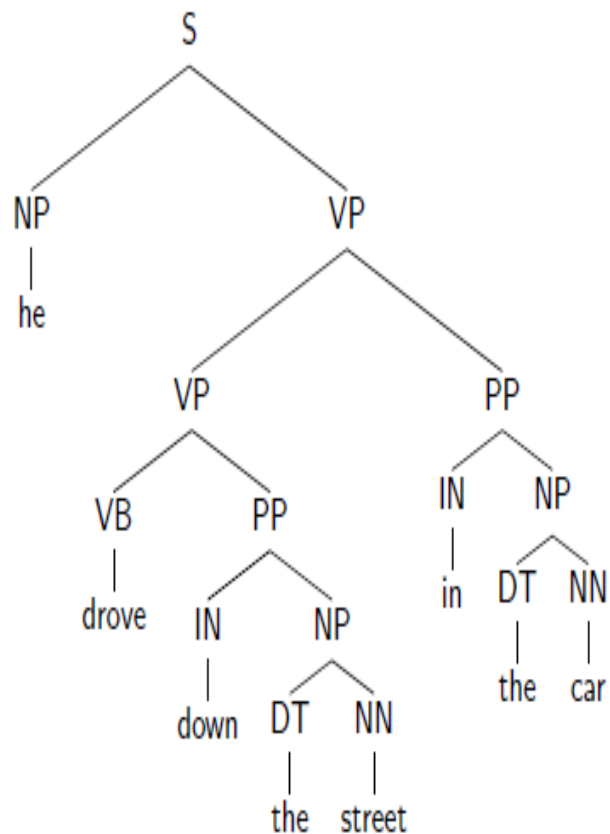 S
NP VP
he
VP PP
VB PP IN NP
drove IN NP in DT NN
down DT NN the car
the street